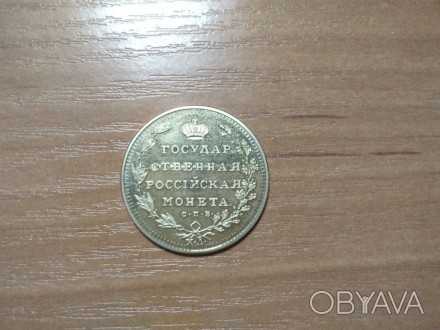 ГОСУДАР
СТВЕННАЯ
РОССІЙСКАЯ
МОНЕТА
С·П·Б
OBYAVA